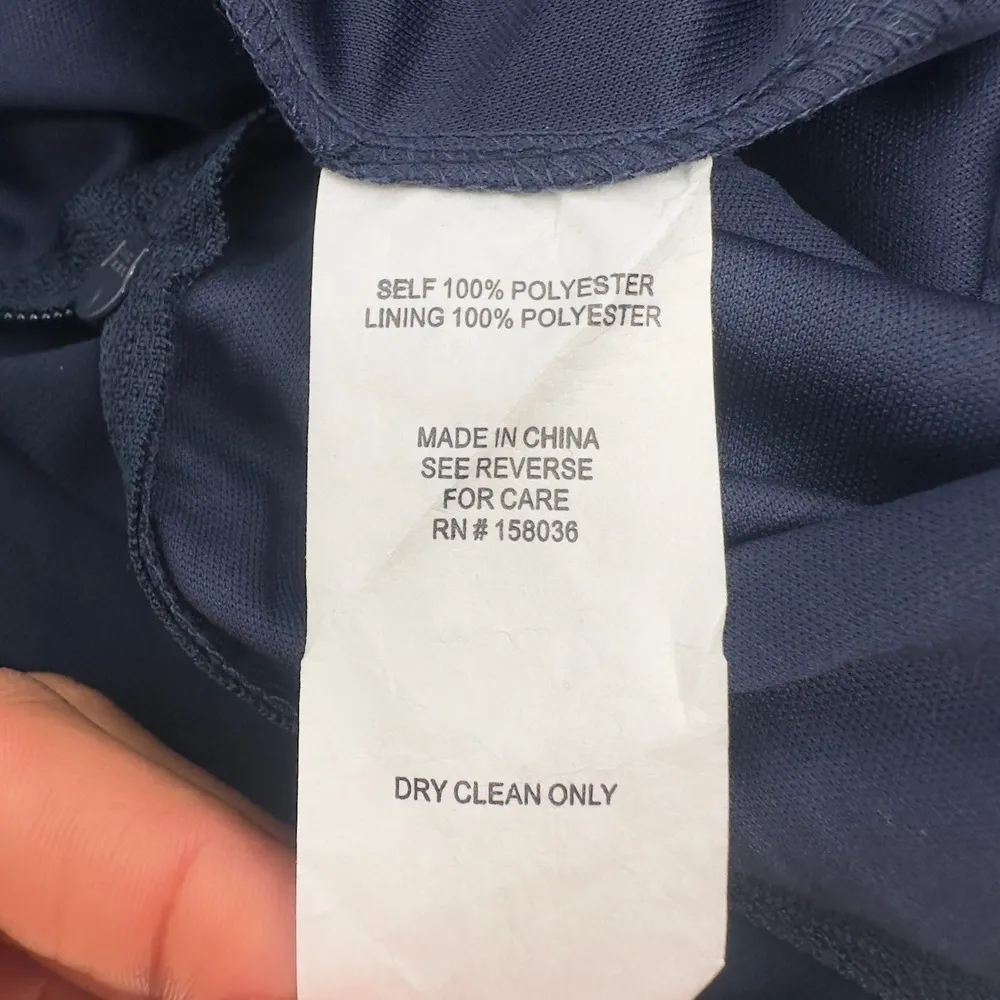 SELF 100% POLYESTER
LINING 100% POLYESTER
MADE IN CHINA
SEE REVERSE
FOR CARE
RN # 158036
DRY CLEAN ONLY